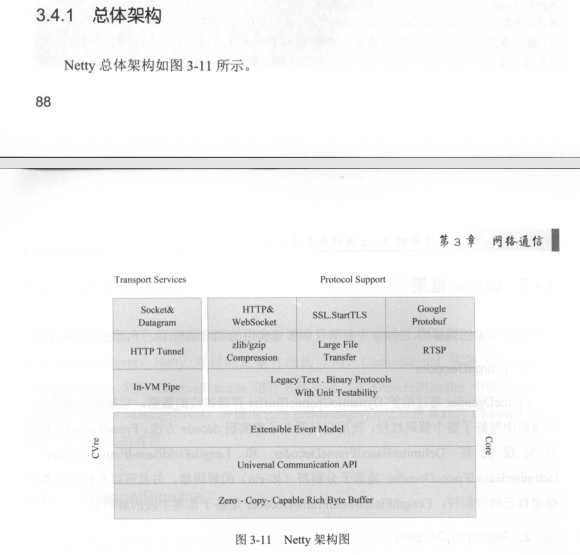 3.4.1 总体架构
Netty 总体架构如图 3-11 所示。
88
第 3 章 网络通信
Transport Services
Protocol Support
Socket&
Datagram
HTTP&
WebSocket
SSL.StartTLS
Google
Protobuf
HTTP Tunnel
zlib/gzip
Compression
Large File
Transfer
RTSP
In-VM Pipe
Legacy Text . Binary Protocols
With Unit Testability
CVre
Extensible Event Model
Universal Communication API
Zero - Copy - Capable Rich Byte Buffer
Core
图 3-11 Netty 架构图